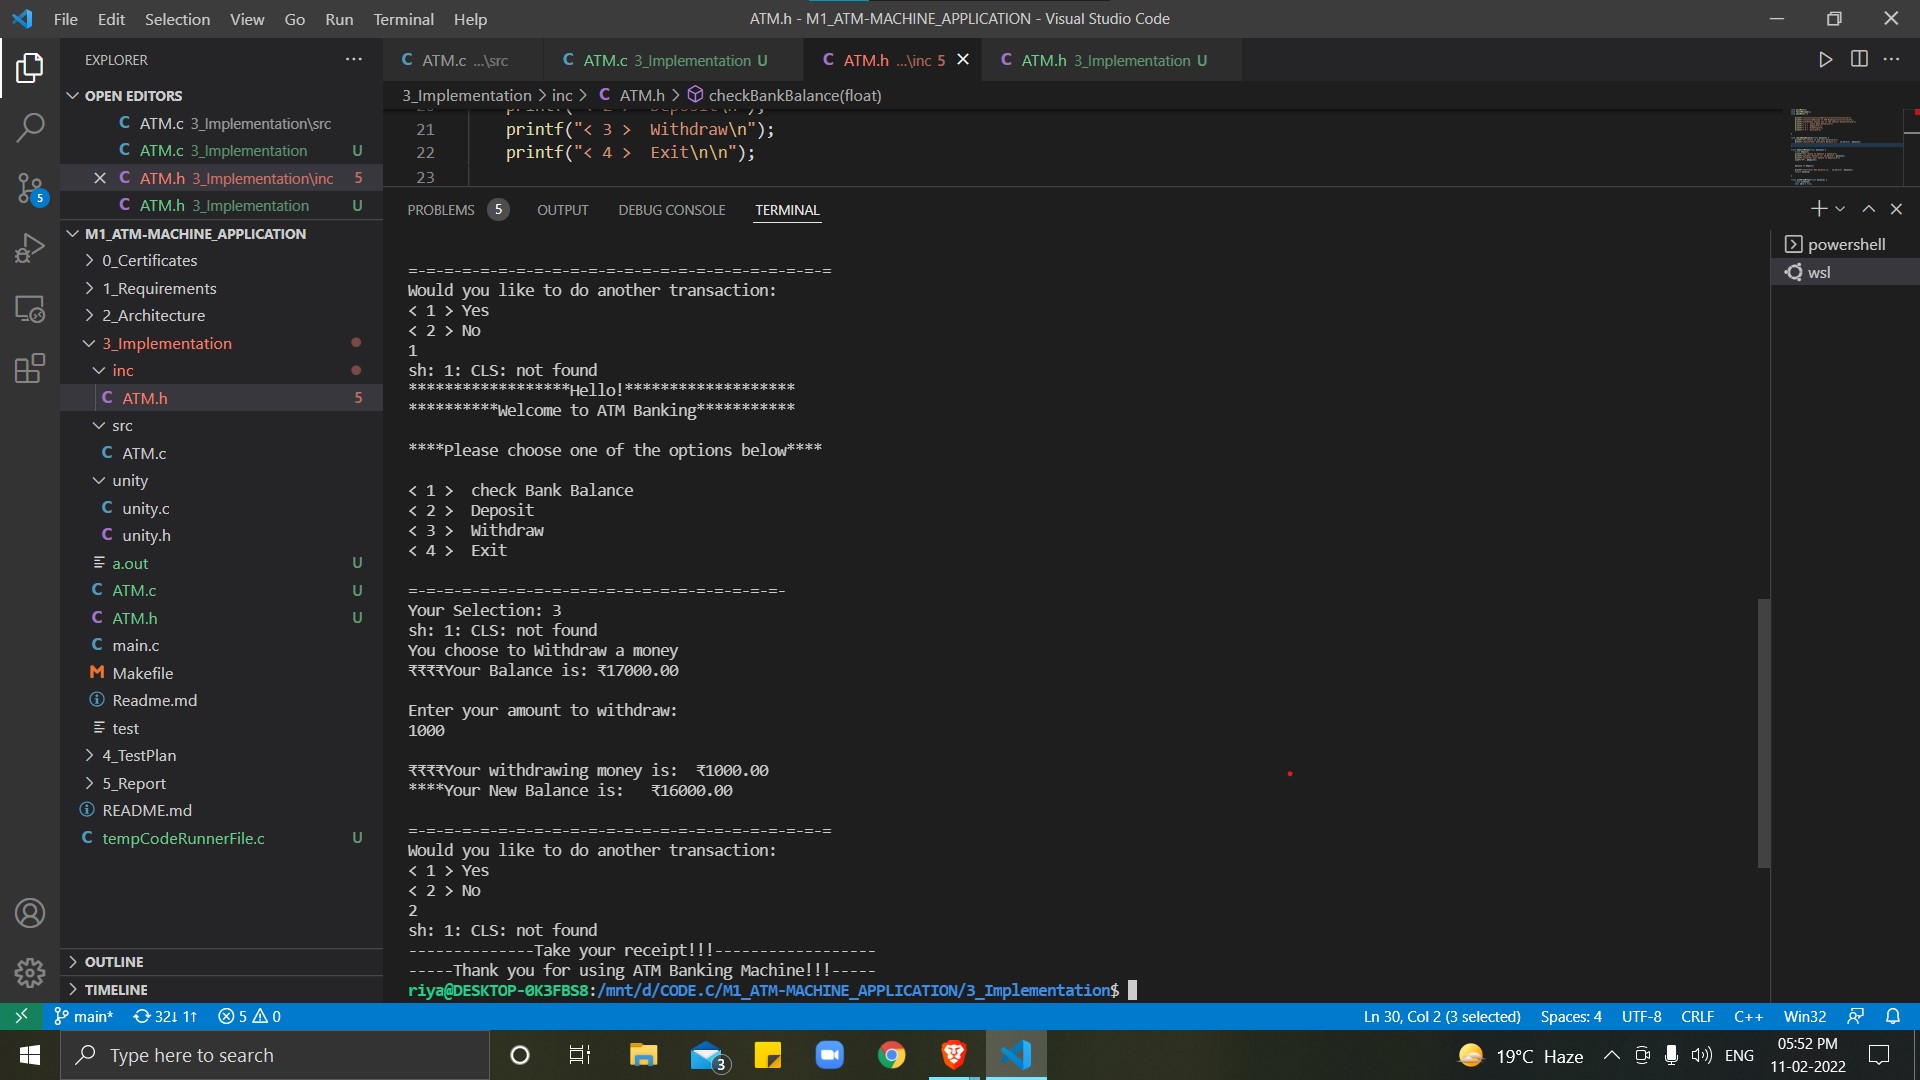 File Edit Selection View Go Run Terminal Help
ATM.h - M1_ATM-MACHINE_APPLICATION - Visual Studio Code
EXPLORER
OPEN EDITORS
ATM.c 3_Implementation\src
ATM.c 3_Implementation U
ATM.h 3_Implementation\inc 5
ATM.h 3_Implementation U
M1_ATM-MACHINE_APPLICATION
0_Certificates
1_Requirements
2_Architecture
3_Implementation
inc
ATM.h 5
src
ATM.c
unity
unity.c
unity.h
a.out U
ATM.c U
ATM.h U
main.c
Makefile
Readme.md
test
4_TestPlan
5_Report
README.md
tempCodeRunnerFile.c U
OUTLINE
TIMELINE
5
ATM.c ...\src
ATM.c 3_Implementation U
ATM.h ...\inc 5
ATM.h 3_Implementation U
3_Implementation > inc > C ATM.h > checkBankBalance(float)
21 printf("< 3 >  Withdraw\n");
22 printf("< 4 >  Exit\n\n");
23
PROBLEMS 5 OUTPUT DEBUG CONSOLE TERMINAL
powershell
wsl
=-=-=-=-=-=-=-=-=-=-=-=-=-=-=-=-=-=-=-=-=-=-=-=
Would you like to do another transaction:
< 1 > Yes
< 2 > No
1
sh: 1: CLS: not found
******************Hello!*******************
**********Welcome to ATM Banking***********
****Please choose one of the options below****
< 1 >  check Bank Balance
< 2 >  Deposit
< 3 >  Withdraw
< 4 >  Exit
=-=-=-=-=-=-=-=-=-=-=-=-=-=-=-=-=-=-=-=-=-
Your Selection: 3
sh: 1: CLS: not found
You choose to Withdraw a money
₹₹₹₹Your Balance is: ₹17000.00
Enter your amount to withdraw:
1000
₹₹₹₹Your withdrawing money is:  ₹1000.00
****Your New Balance is:   ₹16000.00
=-=-=-=-=-=-=-=-=-=-=-=-=-=-=-=-=-=-=-=-=-=-=-=
Would you like to do another transaction:
< 1 > Yes
< 2 > No
2
sh: 1: CLS: not found
--------------Take your receipt!!!------------------
-----Thank you for using ATM Banking Machine!!!-----
riya@DESKTOP-0K3FBS8:/mnt/d/CODE.C/M1_ATM-MACHINE_APPLICATION/3_Implementation$
main* 32↓ 1↑ 5 0
Ln 30, Col 2 (3 selected) Spaces: 4 UTF-8 CRLF C++ Win32
Type here to search
3
19°C Haze ENG
05:52 PM
11-02-2022